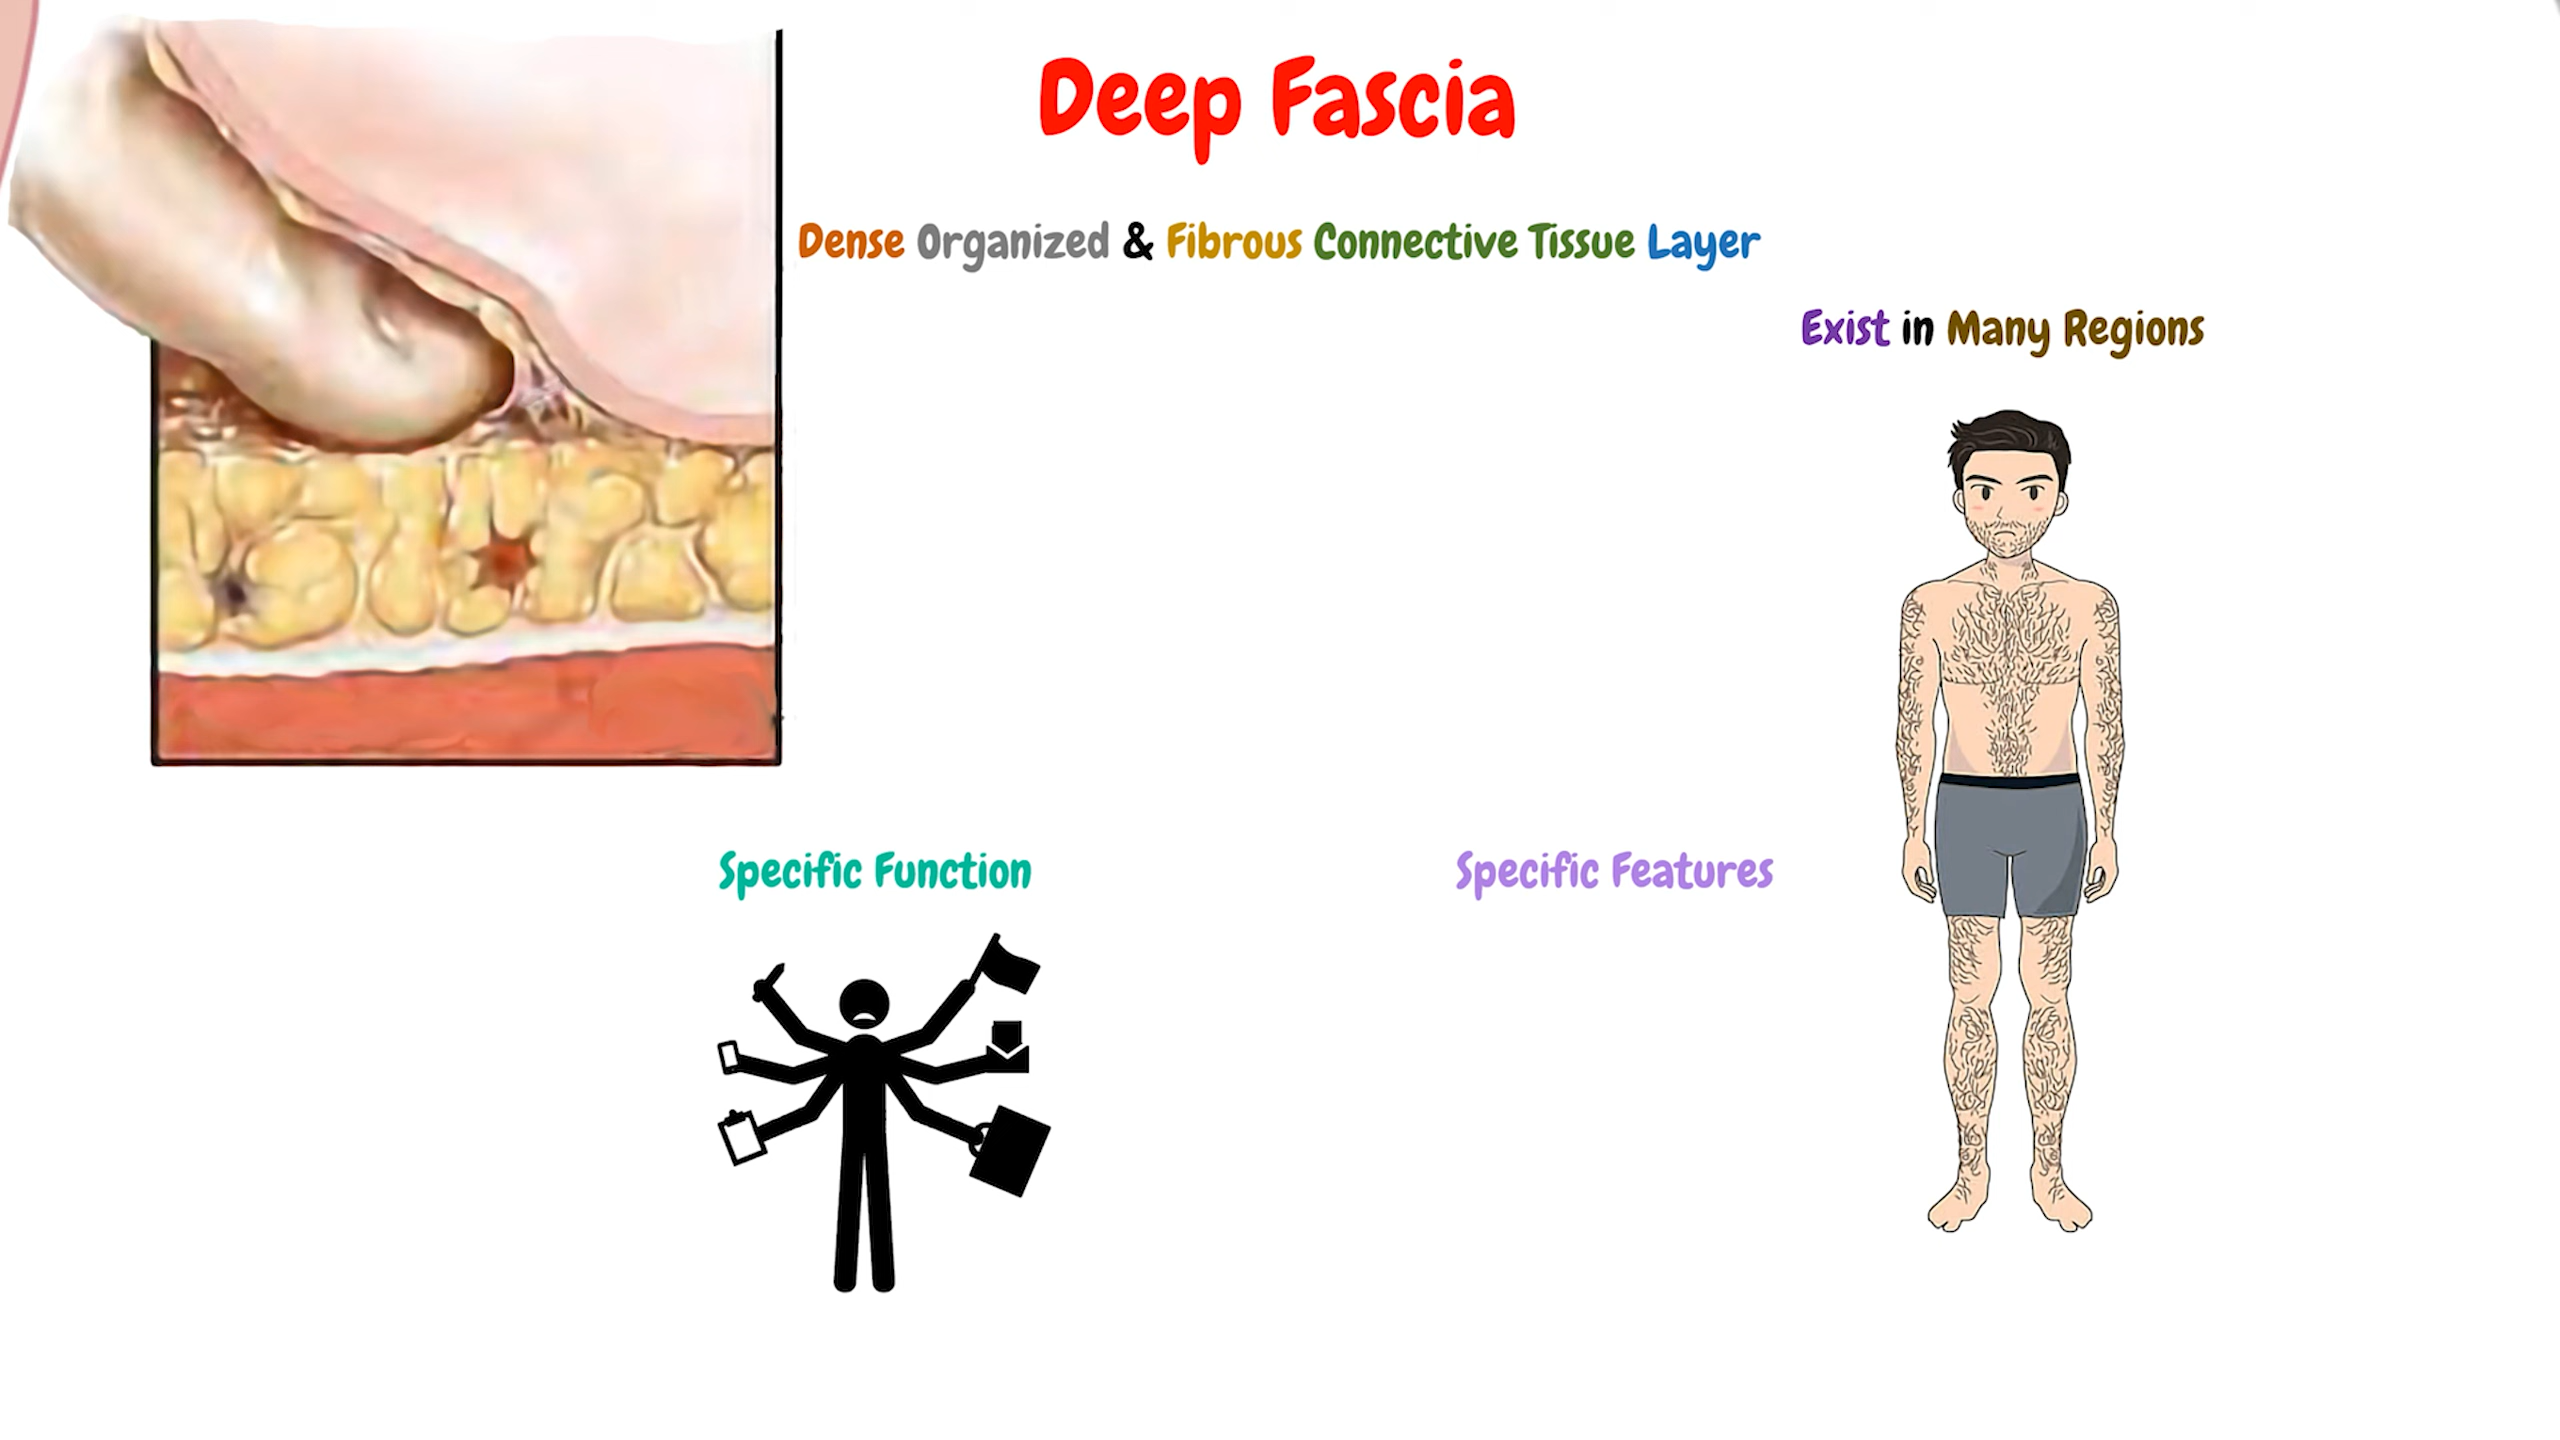 Deep Fascia
Dense Organized & Fibrous Connective Tissue Layer
Exist in Many Regions
Specific Function
Specific Features